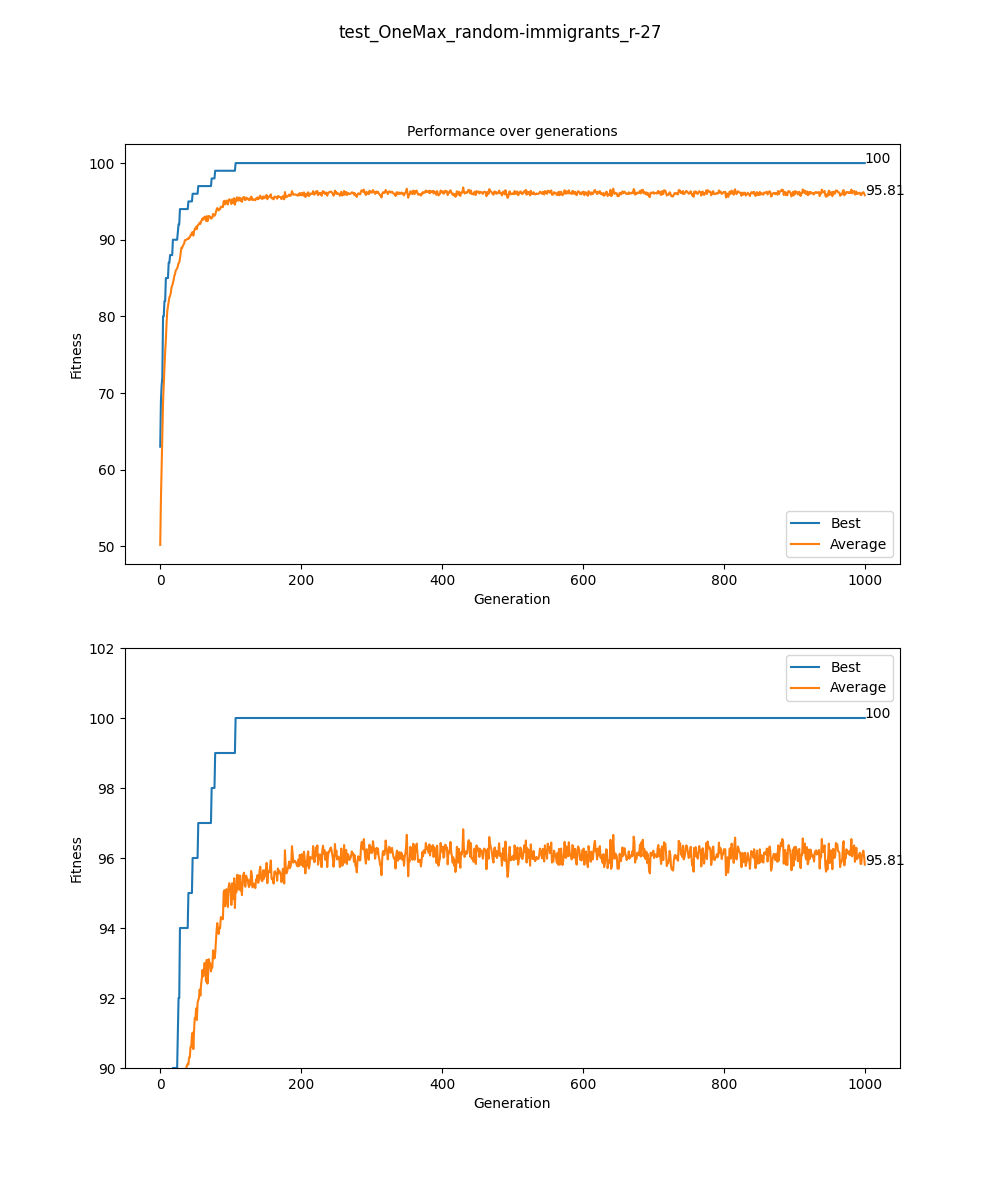 test_OneMax_random-immigrants_r-27
Performance over generations
100
90
80
70
60
50
Fitness
100
95.81
Best
Average
0 200 400 600 800 1000
Generation
102
100
98
96
94
92
90
Fitness
Best
Average
100
95.81
0 200 400 600 800 1000
Generation